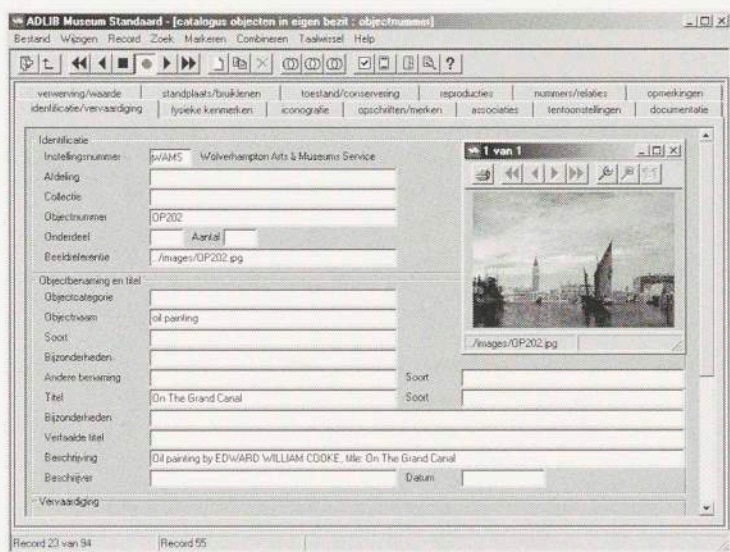 ADLIB Museum Standaard - [catalogus objecten in eigen bezit : objectnummer]
Bestand Wijzigen Record Zoek Markeren Combineren Taalwissel Help
verwerving/waarde standplaats/bruiklenen toestand/conservering reproducties nummers/relaties opmerkingen
identificatie/vervaardiging fysieke kenmerken iconografie opschriften/merken associaties tentoonstellingen documentatie
Identificatie
Instellingsnummer WAMS Wolverhampton Arts & Museums Service
Afdeling
Collectie
Objectnummer OP202
Onderdeel Aantal
Beeldreferentie ../images/OP202.jpg
1 van 1
../images/OP202.jpg
Objectbenaming en titel
Objectcategorie
Objectnaam oil painting
Soort
Bijzonderheden
Andere benaming Soort
Titel On The Grand Canal Soort
Bijzonderheden
Vertaalde titel
Beschrijving Oil painting by EDWARD WILLIAM COOKE, title: On The Grand Canal
Beschrijver Datum
Vervaardiging
Record 23 van 94 Record 55